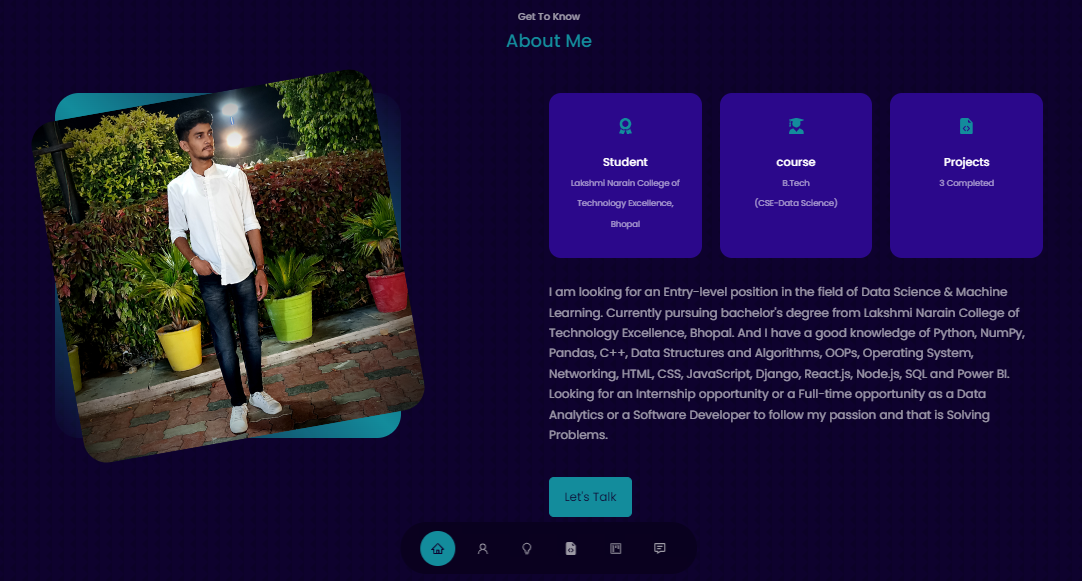 Get To Know
About Me
Student
Lakshmi Narain College of
Technology Excellence,
Bhopal
course
B.Tech
(CSE-Data Science)
Projects
3 Completed
I am looking for an Entry-level position in the field of Data Science & Machine
Learning. Currently pursuing bachelor's degree from Lakshmi Narain College of
Technology Excellence, Bhopal. And I have a good knowledge of Python, NumPy,
Pandas, C++, Data Structures and Algorithms, OOPs, Operating System,
Networking, HTML, CSS, JavaScript, Django, React.js, Node.js, SQL and Power BI.
Looking for an Internship opportunity or a Full-time opportunity as a Data
Analytics or a Software Developer to follow my passion and that is Solving
Problems.
Let's Talk